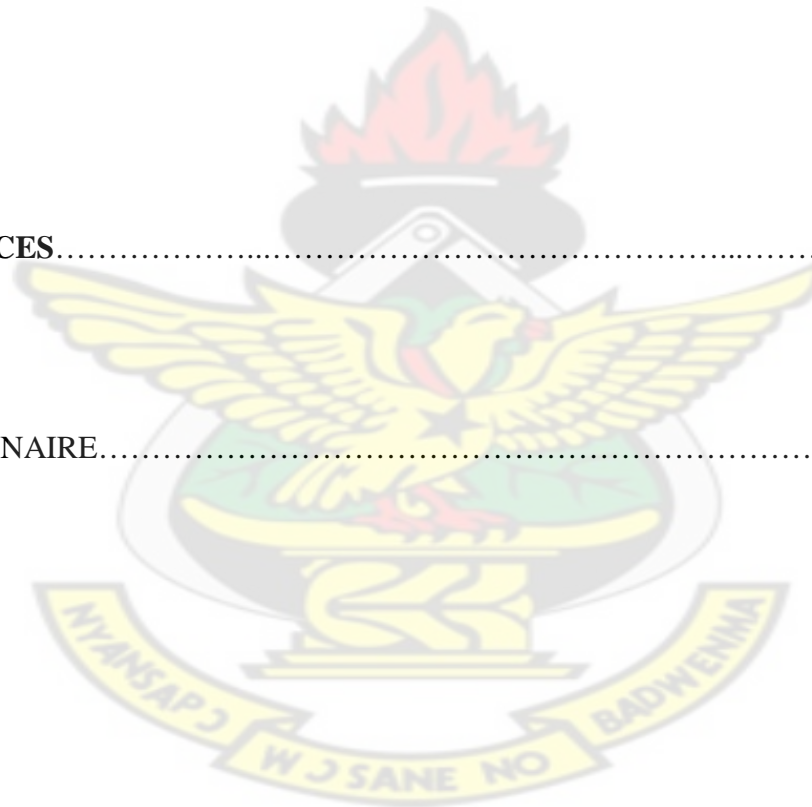 CES………………...…………………………………………...……..
NAIRE………………………………………………………………….
NYANSAPƆ WƆSANE NO BADWENMA